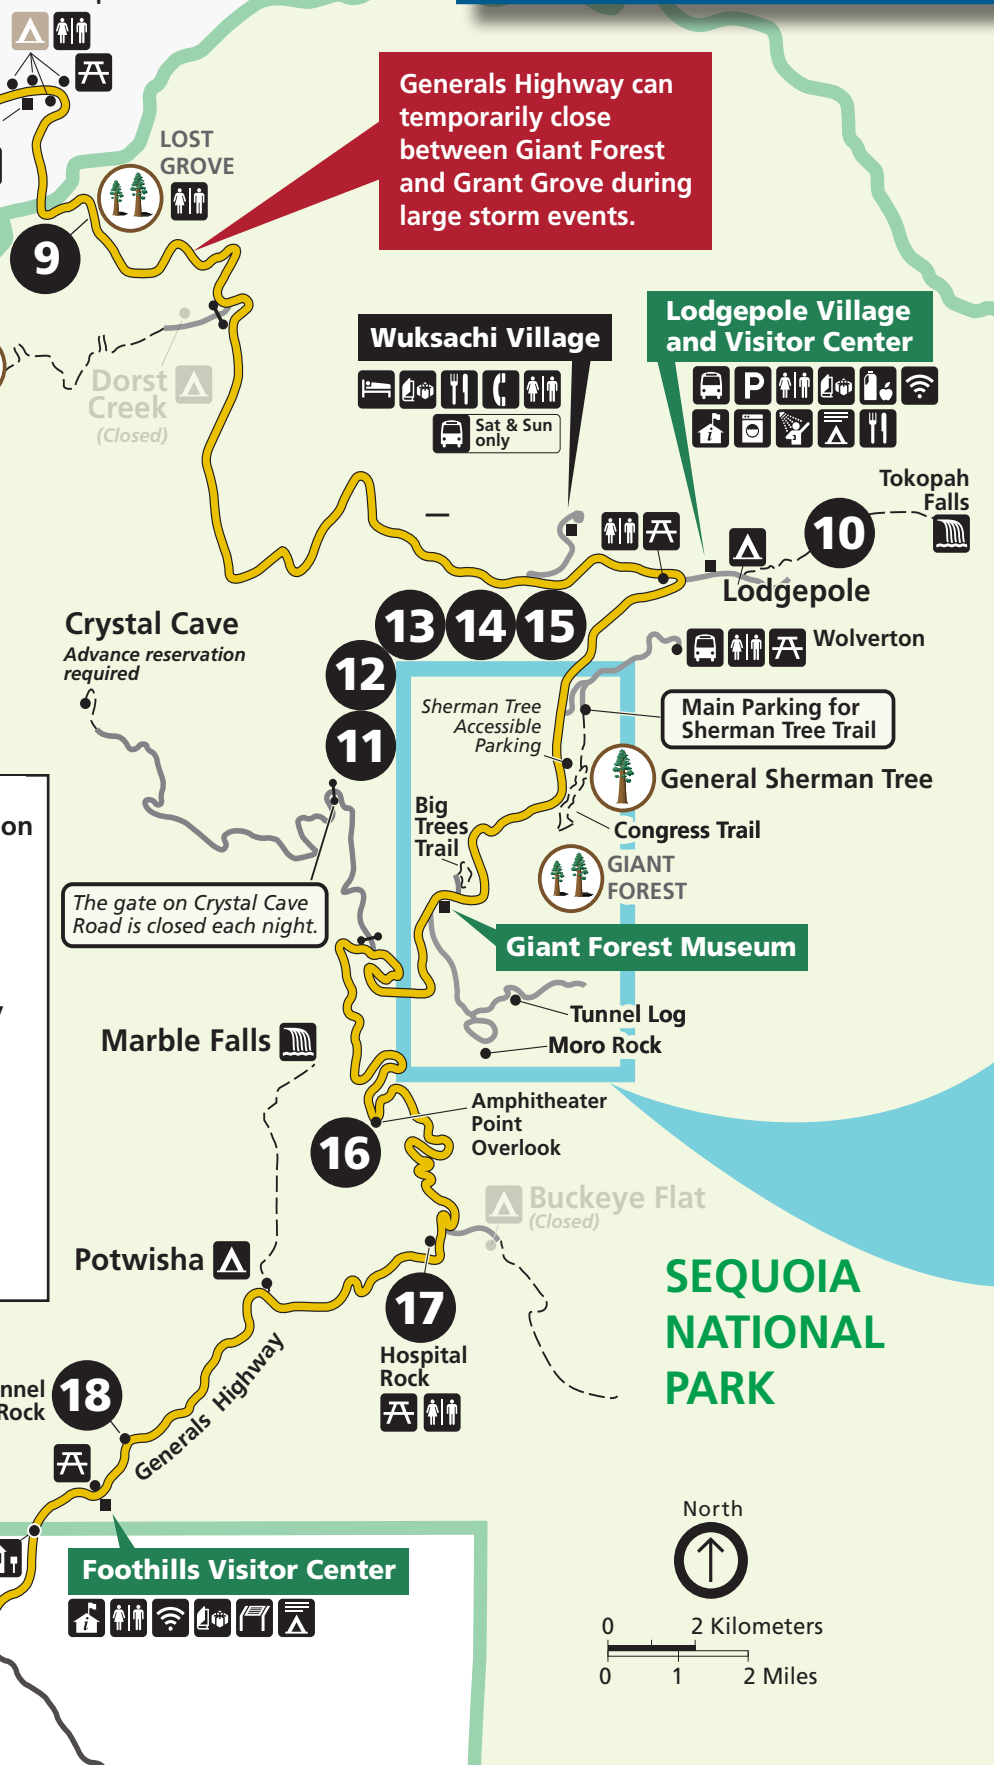 LOST
GROVE
Generals Highway can
temporarily close
between Giant Forest
and Grant Grove during
large storm events.
9
Dorst
Creek
(Closed)
Wuksachi Village
Sat & Sun
only
Lodgepole Village
and Visitor Center
P
i
Tokopah
Falls
10
Lodgepole
Crystal Cave
Advance reservation
required
13
14
15
12
11
Wolverton
Sherman Tree
Accessible
Parking
Main Parking for
Sherman Tree Trail
General Sherman Tree
Big
Trees
Trail
Congress Trail
GIANT
FOREST
on
The gate on Crystal Cave
Road is closed each night.
Giant Forest Museum
Tunnel Log
Moro Rock
Marble Falls
Amphitheater
Point
Overlook
16
Buckeye Flat
(Closed)
Potwisha
SEQUOIA
NATIONAL
PARK
17
Hospital
Rock
Generals Highway
nnel
Rock
18
Foothills Visitor Center
i
North
0
2 Kilometers
0
1
2 Miles